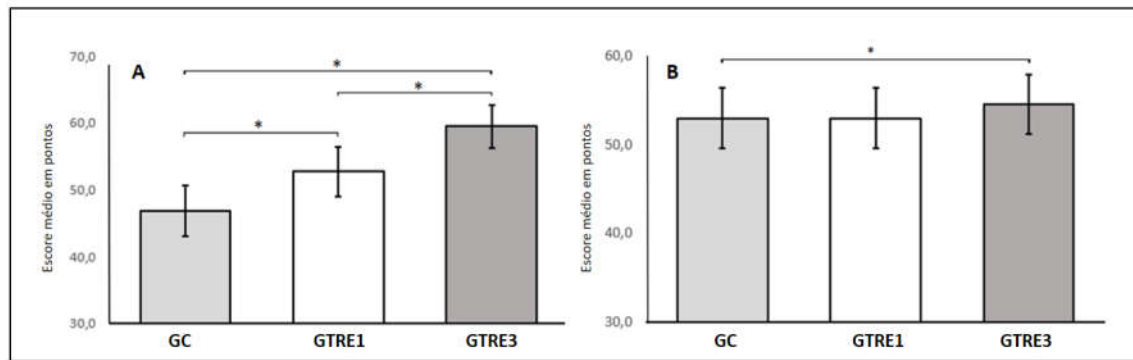 A
Escore médio em pontos
70,0
60,0
50,0
40,0
30,0
*
*
*
GC GTRE1 GTRE3
B
Escore médio em pontos
60,0
50,0
40,0
30,0
*
GC GTRE1 GTRE3